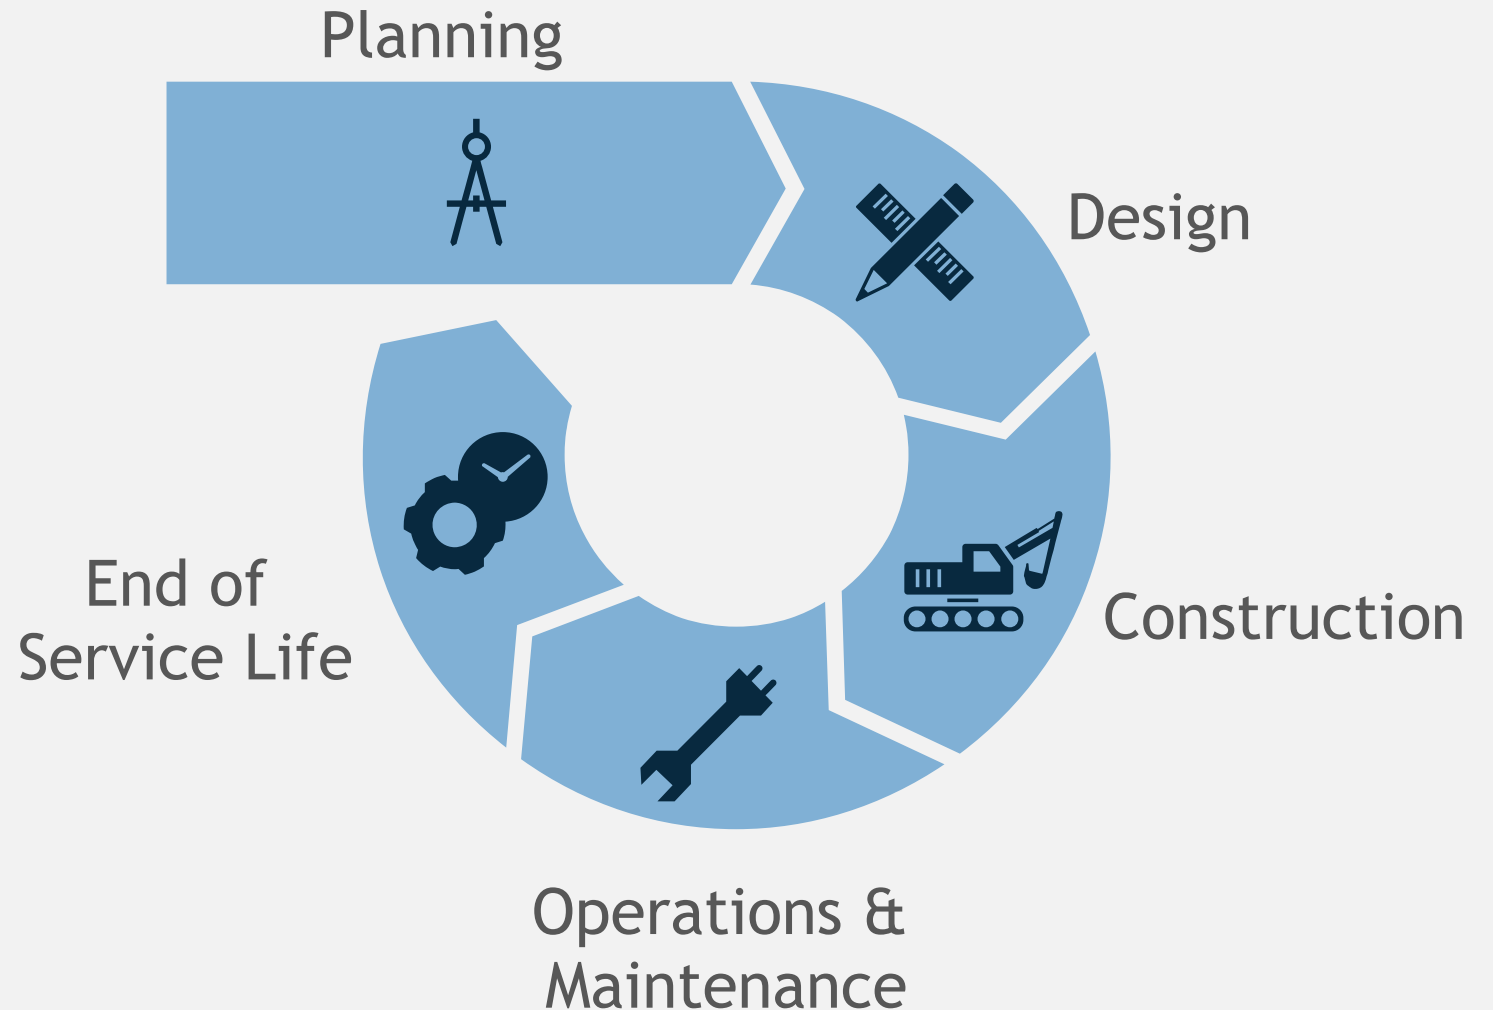 Planning
Design
Construction
Operations &
Maintenance
End of
Service Life